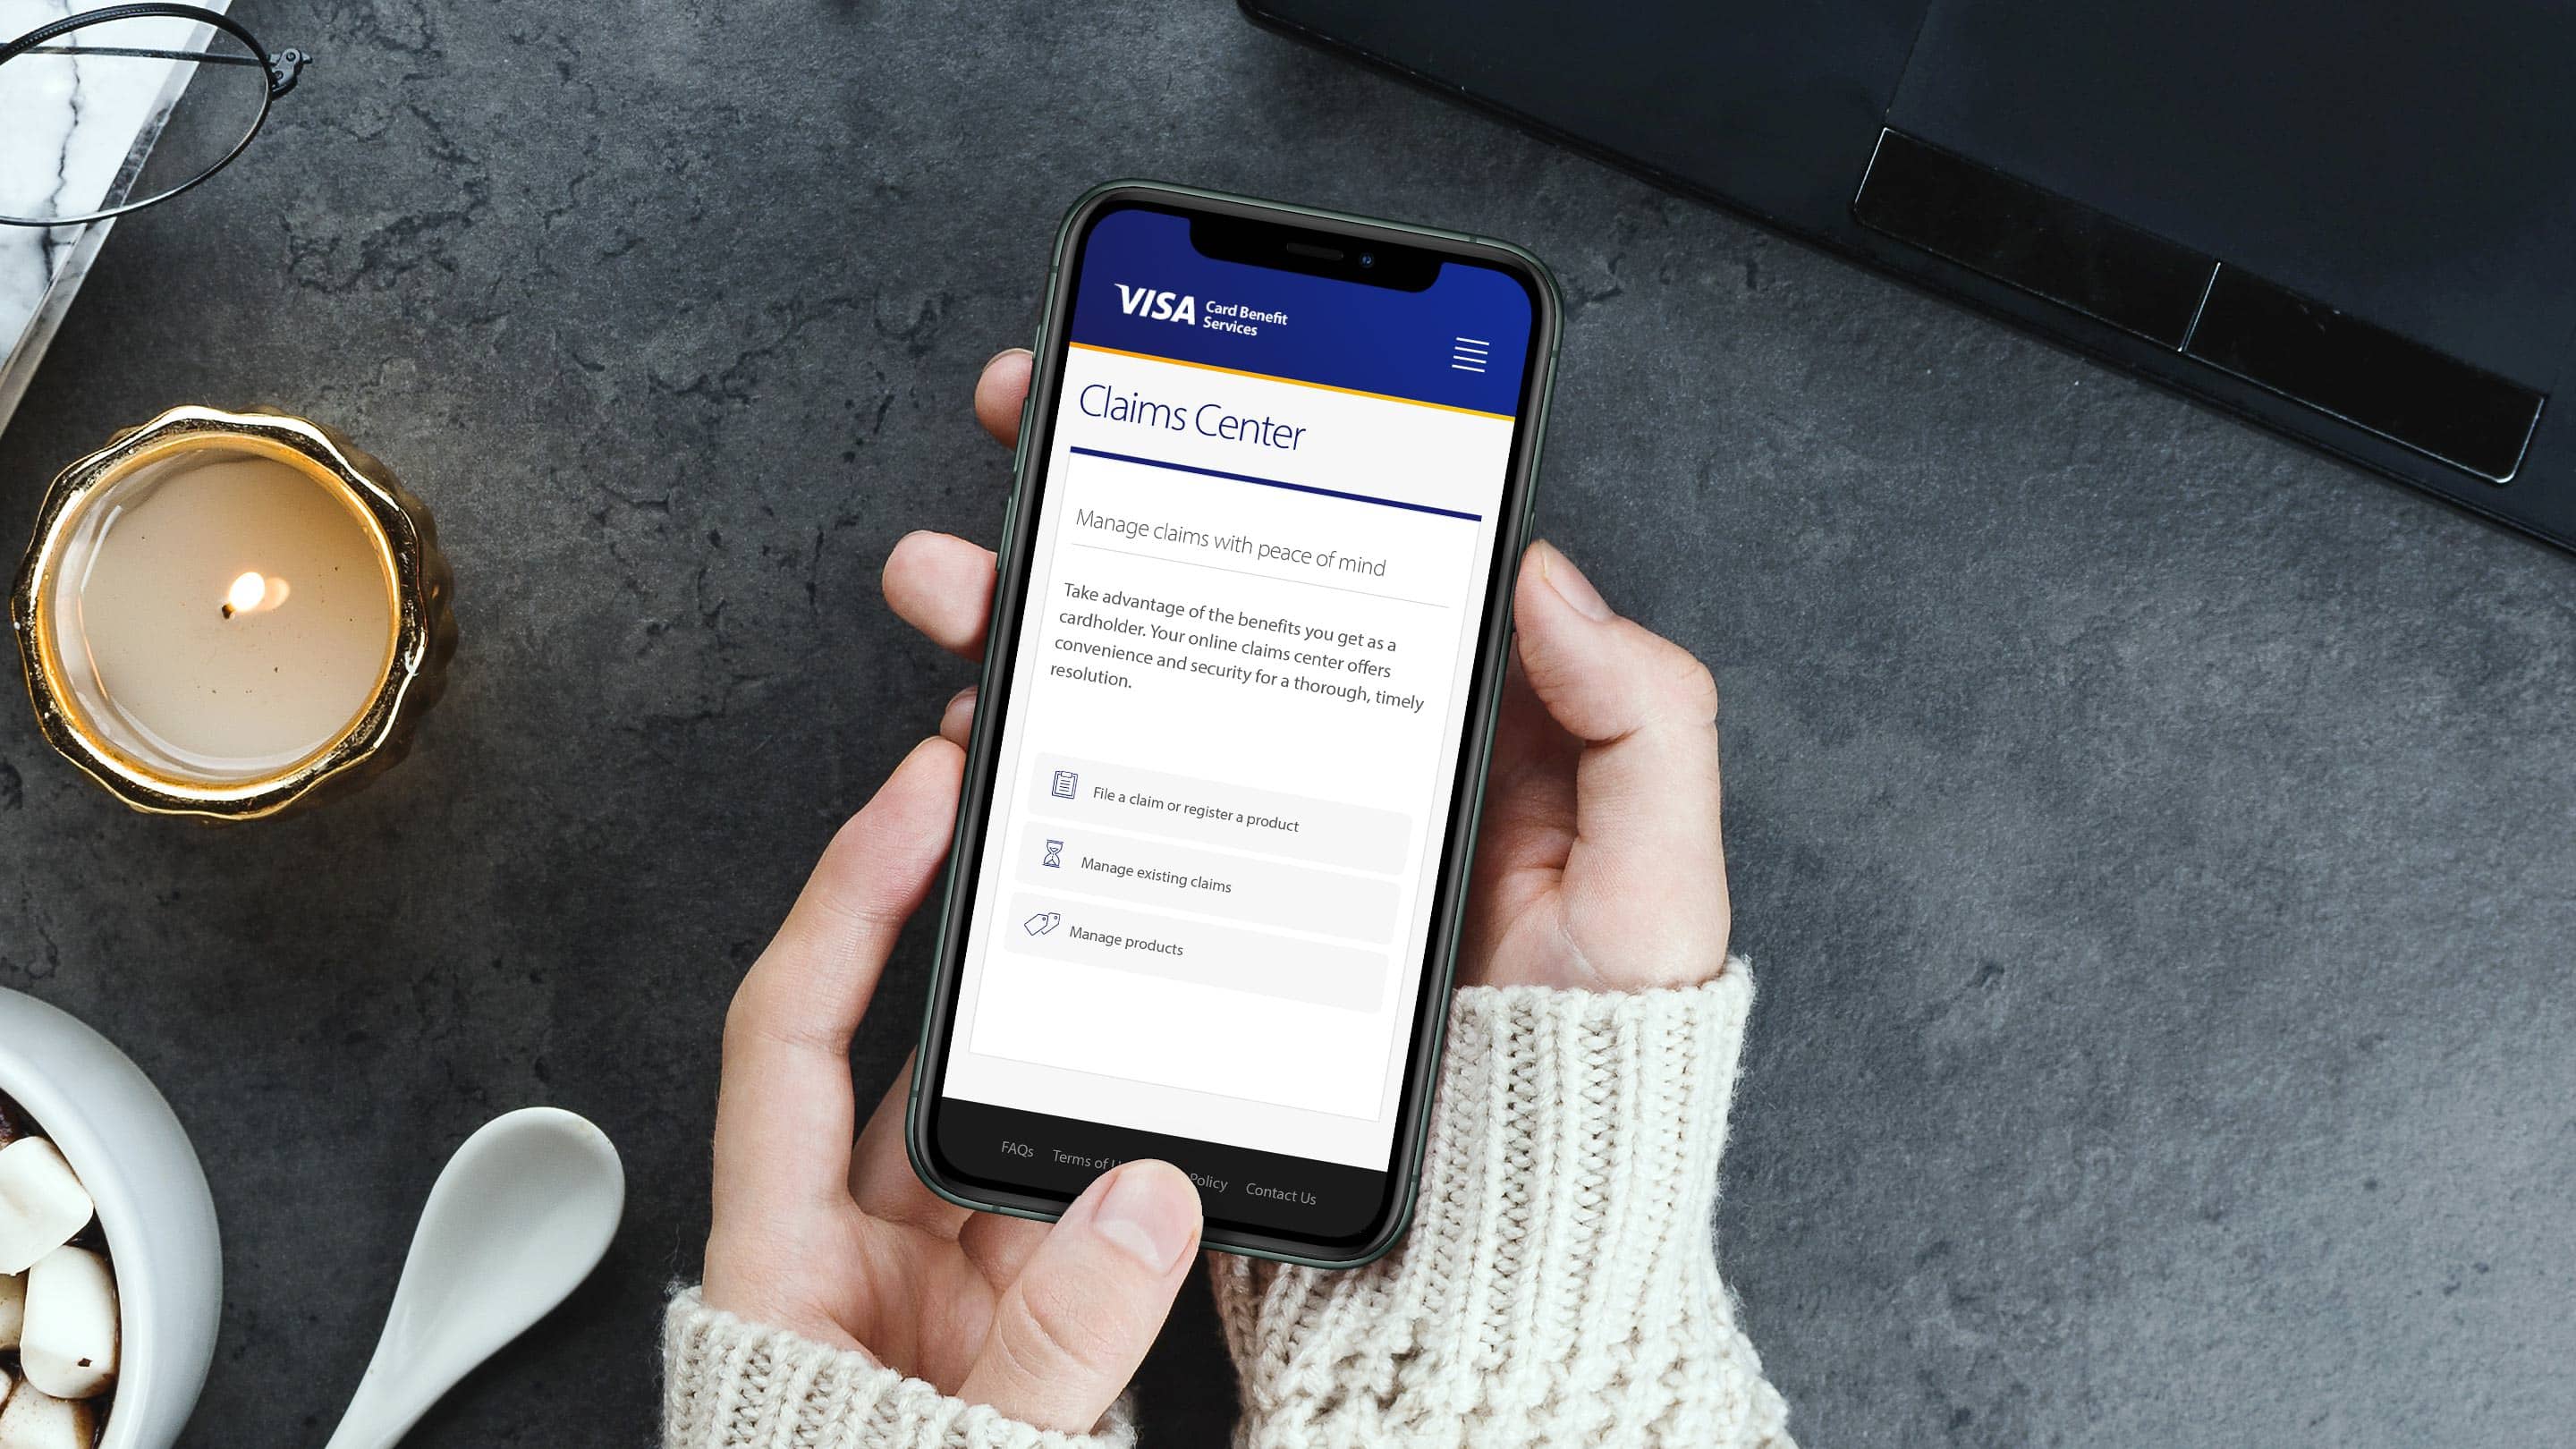 VISA Card Benefit
Services
Claims Center
Manage claims with peace of mind
Take advantage of the benefits you get as a
cardholder. Your online claims center offers
convenience and security for a thorough, timely
resolution.
File a claim or register a product
Manage existing claims
Manage products
FAQs Terms of Policy Contact Us